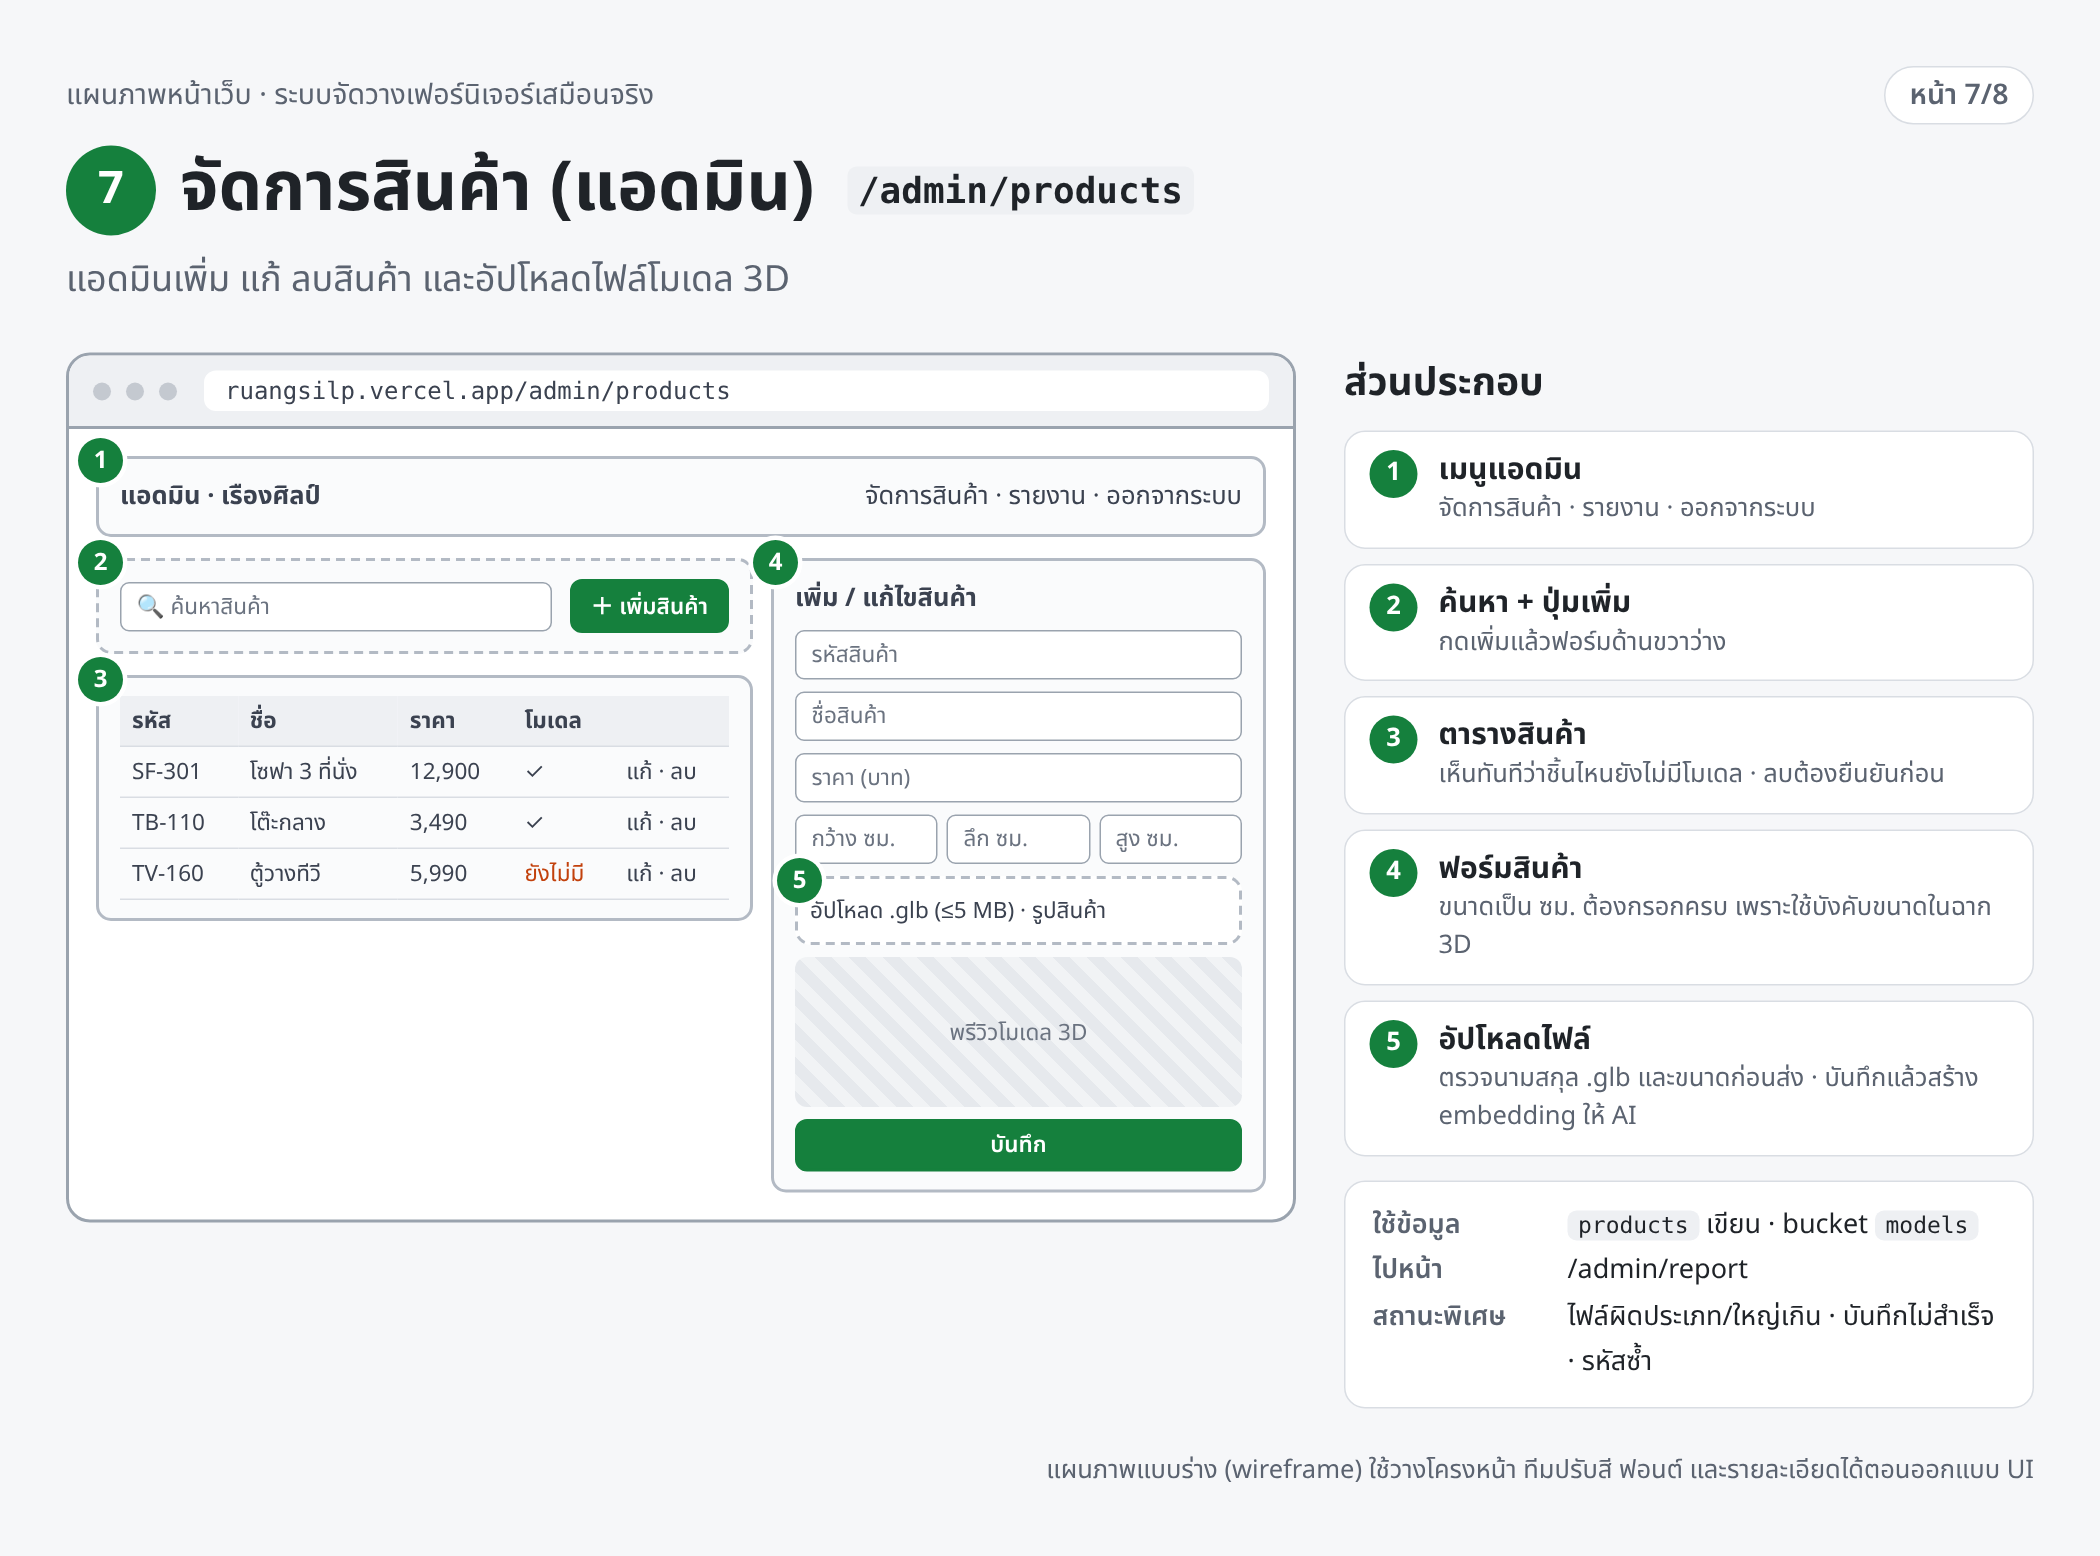 แผนภาพหน้าเว็บ · ระบบจัดวางเฟอร์นิเจอร์เสมือนจริง
หน้า 7/8
7 จัดการสินค้า (แอดมิน) /admin/products
แอดมินเพิ่ม แก้ ลบสินค้า และอัปโหลดไฟล์โมเดล 3D
ruangsilp.vercel.app/admin/products
1
แอดมิน · เรืองศิลป์ จัดการสินค้า · รายงาน · ออกจากระบบ
2
🔍 ค้นหาสินค้า + เพิ่มสินค้า
3
รหัส ชื่อ ราคา โมเดล
SF-301 โซฟา 3 ที่นั่ง 12,900 ✓ แก้ · ลบ
TB-110 โต๊ะกลาง 3,490 ✓ แก้ · ลบ
TV-160 ตู้วางทีวี 5,990 ยังไม่มี แก้ · ลบ
4
เพิ่ม / แก้ไขสินค้า
รหัสสินค้า
ชื่อสินค้า
ราคา (บาท)
กว้าง ซม. ลึก ซม. สูง ซม.
5
อัปโหลด .glb (≤5 MB) · รูปสินค้า
พรีวิวโมเดล 3D
บันทึก
ส่วนประกอบ
1 เมนูแอดมิน
จัดการสินค้า · รายงาน · ออกจากระบบ
2 ค้นหา + ปุ่มเพิ่ม
กดเพิ่มแล้วฟอร์มด้านขวาว่าง
3 ตารางสินค้า
เห็นทันทีว่าชิ้นไหนยังไม่มีโมเดล · ลบต้องยืนยันก่อน
4 ฟอร์มสินค้า
ขนาดเป็น ซม. ต้องกรอกครบ เพราะใช้บังคับขนาดในฉาก
3D
5 อัปโหลดไฟล์
ตรวจนามสกุล .glb และขนาดก่อนส่ง · บันทึกแล้วสร้าง
embedding ให้ AI
ใช้ข้อมูล products เขียน · bucket models
ไปหน้า /admin/report
สถานะพิเศษ ไฟล์ผิดประเภท/ใหญ่เกิน · บันทึกไม่สำเร็จ
· รหัสซ้ำ
แผนภาพแบบร่าง (wireframe) ใช้วางโครงหน้า ทีมปรับสี ฟอนต์ และรายละเอียดได้ตอนออกแบบ UI